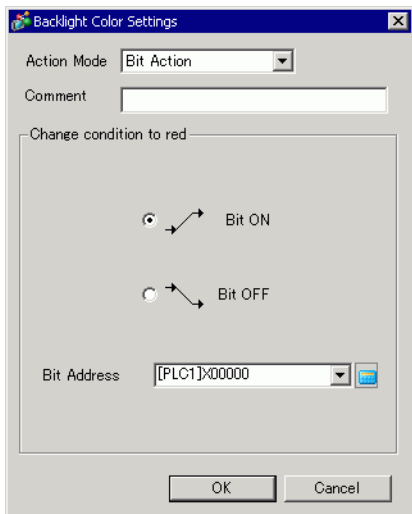 Backlight Color Settings
Action Mode Bit Action
Comment
Change condition to red
Bit ON
Bit OFF
Bit Address [PLC1]X00000
OK Cancel